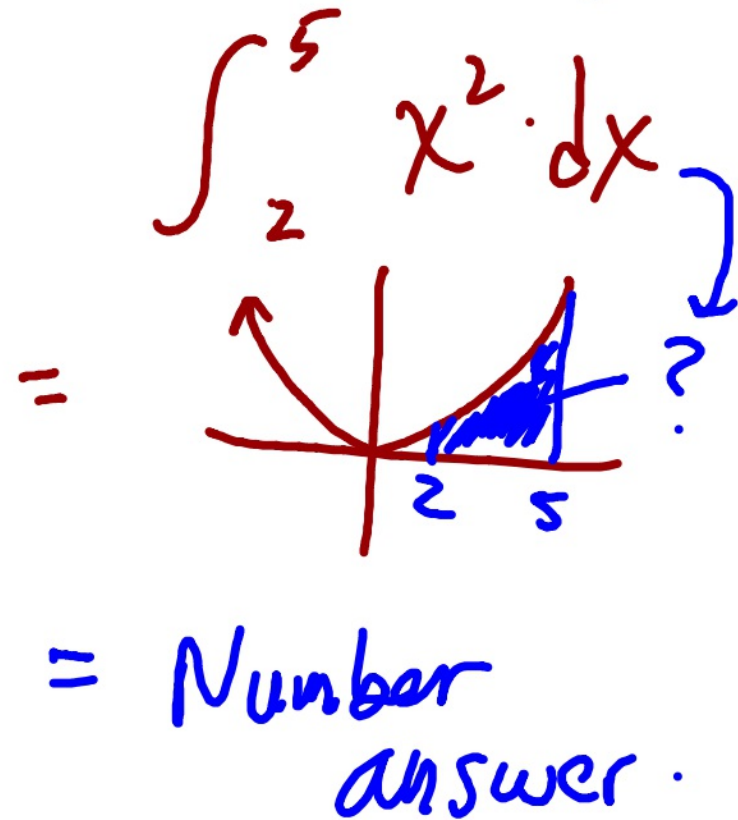 ∫₂⁵ x² · dx
= ?
2 5
= Number
answer.